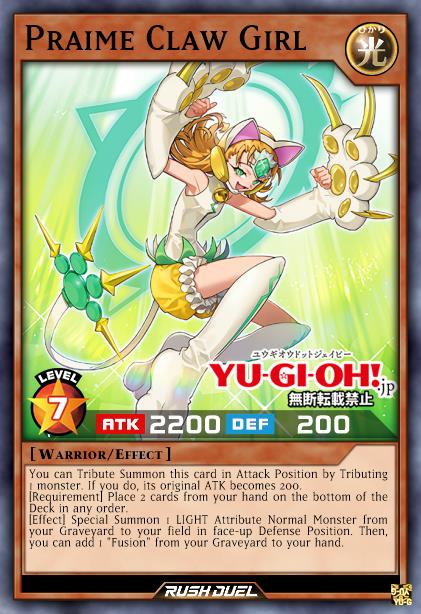 PRAIME CLAW GIRL
ひかり
光
ユウギオウドットジェイピー
YU-GI-OH!.jp
無断転載禁止
LEVEL
7
ATK 2200 DEF 200
[WARRIOR/EFFECT]
You can Tribute Summon this card in Attack Position by Tributing
1 monster. If you do, its original ATK becomes 200.
[Requirement] Place 2 cards from your hand on the bottom of the
Deck in any order.
[Effect] Special Summon 1 LIGHT Attribute Normal Monster from
your Graveyard to your field in face-up Defense Position. Then,
you can add 1 "Fusion" from your Graveyard to your hand.
RUSH DUEL